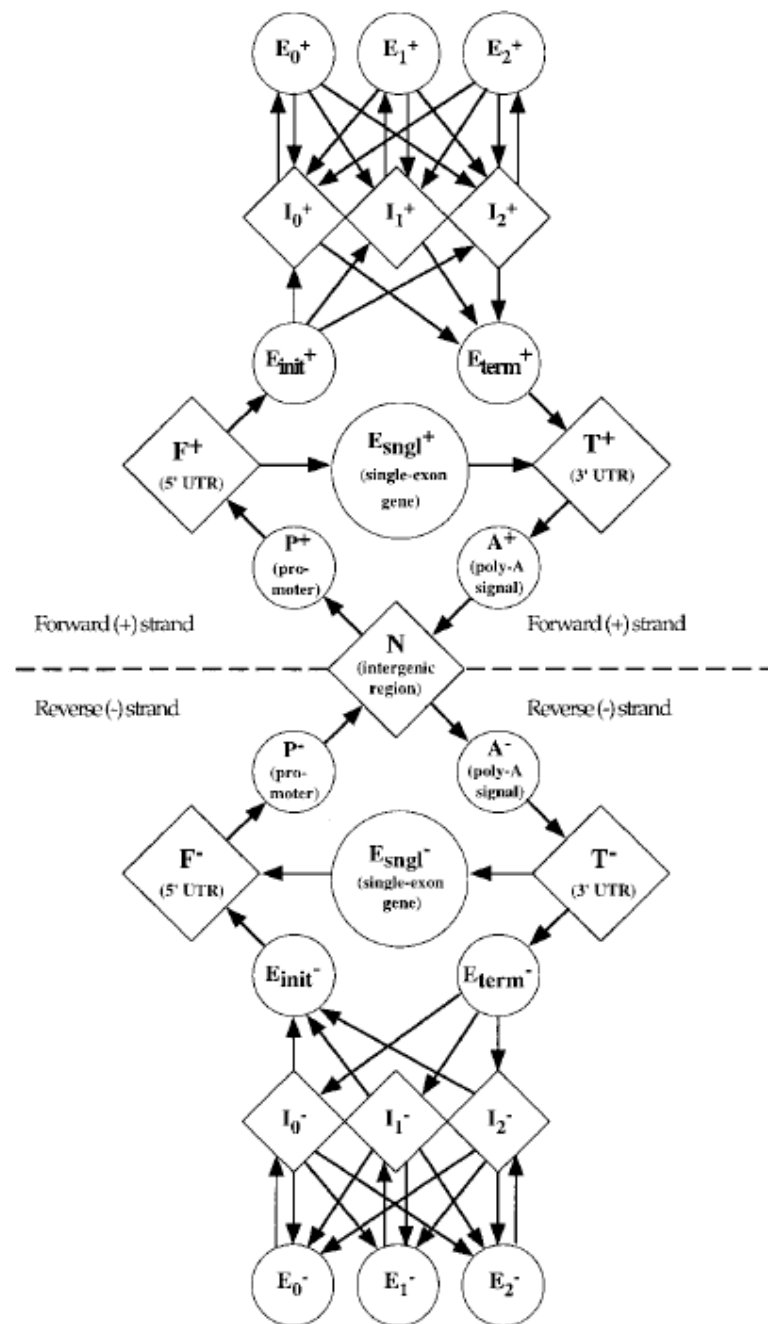 E₀⁺ E₁⁺ E₂⁺
I₀⁺ I₁⁺ I₂⁺
Einit⁺ Eterm⁺
F⁺
(5' UTR)
Esngl⁺
(single-exon
gene)
T⁺
(3' UTR)
P⁺
(pro-
moter)
A⁺
(poly-A
signal)
Forward (+) strand
N
(intergenic
region)
Forward (+) strand
Reverse (-) strand
Reverse (-) strand
P⁻
(pro-
moter)
A⁻
(poly-A
signal)
F⁻
(5' UTR)
Esngl⁻
(single-exon
gene)
T⁻
(3' UTR)
Einit⁻ Eterm⁻
I₀⁻ I₁⁻ I₂⁻
E₀⁻ E₁⁻ E₂⁻